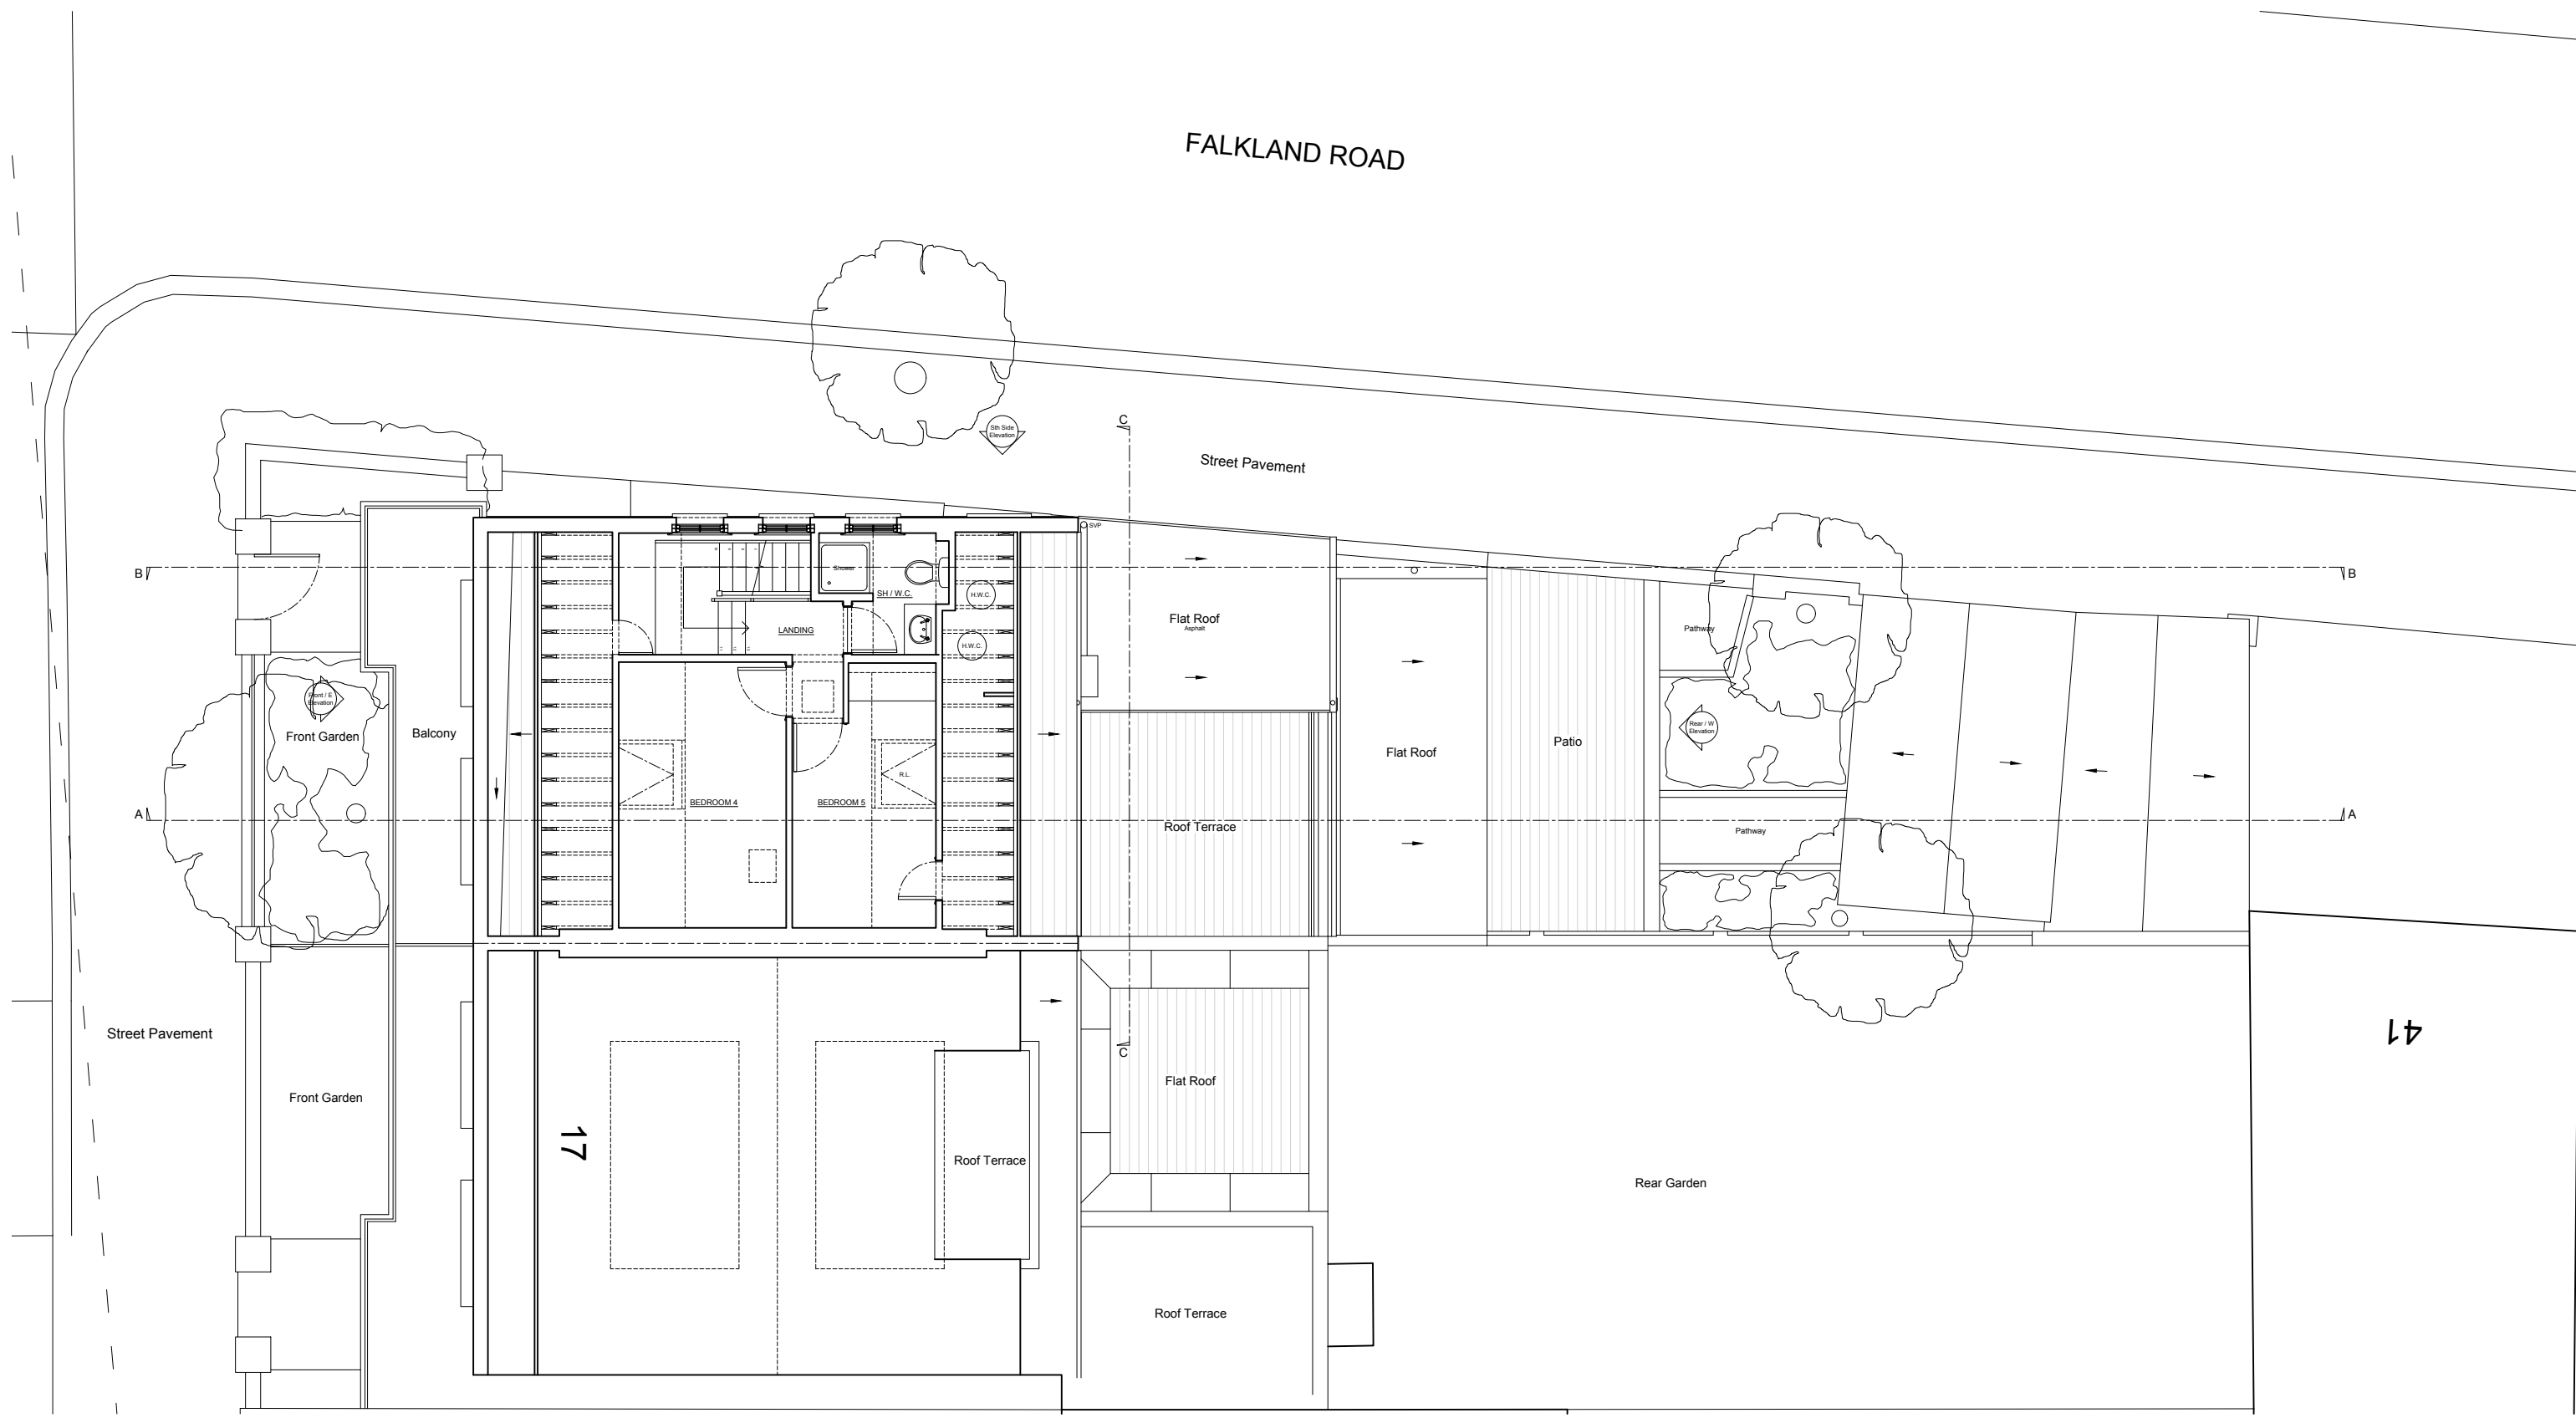 FALKLAND ROAD
Sth Side
Elevation
C
Street Pavement
SVP
B
B
Shower
SH / W.C.
H.W.C.
H.W.C.
LANDING
Flat Roof
Asphalt
Pathway
Front / E
Elevation
Front Garden
Balcony
Rear / W
Elevation
Flat Roof
Patio
R.L.
BEDROOM 4
BEDROOM 5
A
A
Roof Terrace
Pathway
Street Pavement
41
C
Flat Roof
Front Garden
17
Roof Terrace
Rear Garden
Roof Terrace